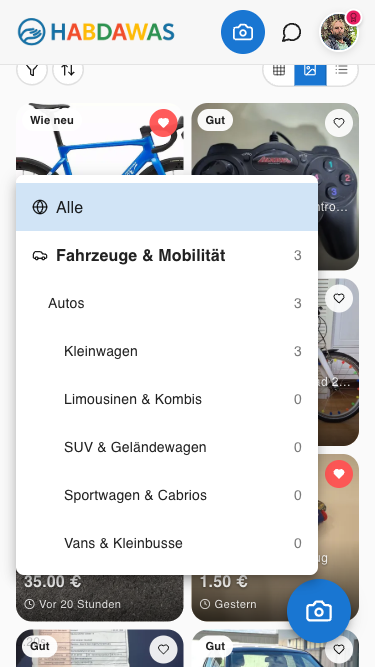 HABDAWAS
8
Wie neu
Gut
Alle
Fahrzeuge & Mobilität 3
Autos 3
Kleinwagen 3
Limousinen & Kombis 0
SUV & Geländewagen 0
Sportwagen & Cabrios 0
Vans & Kleinbusse 0
35.00 €
1.50 €
Vor 20 Stunden
Gestern
Gut
Gut